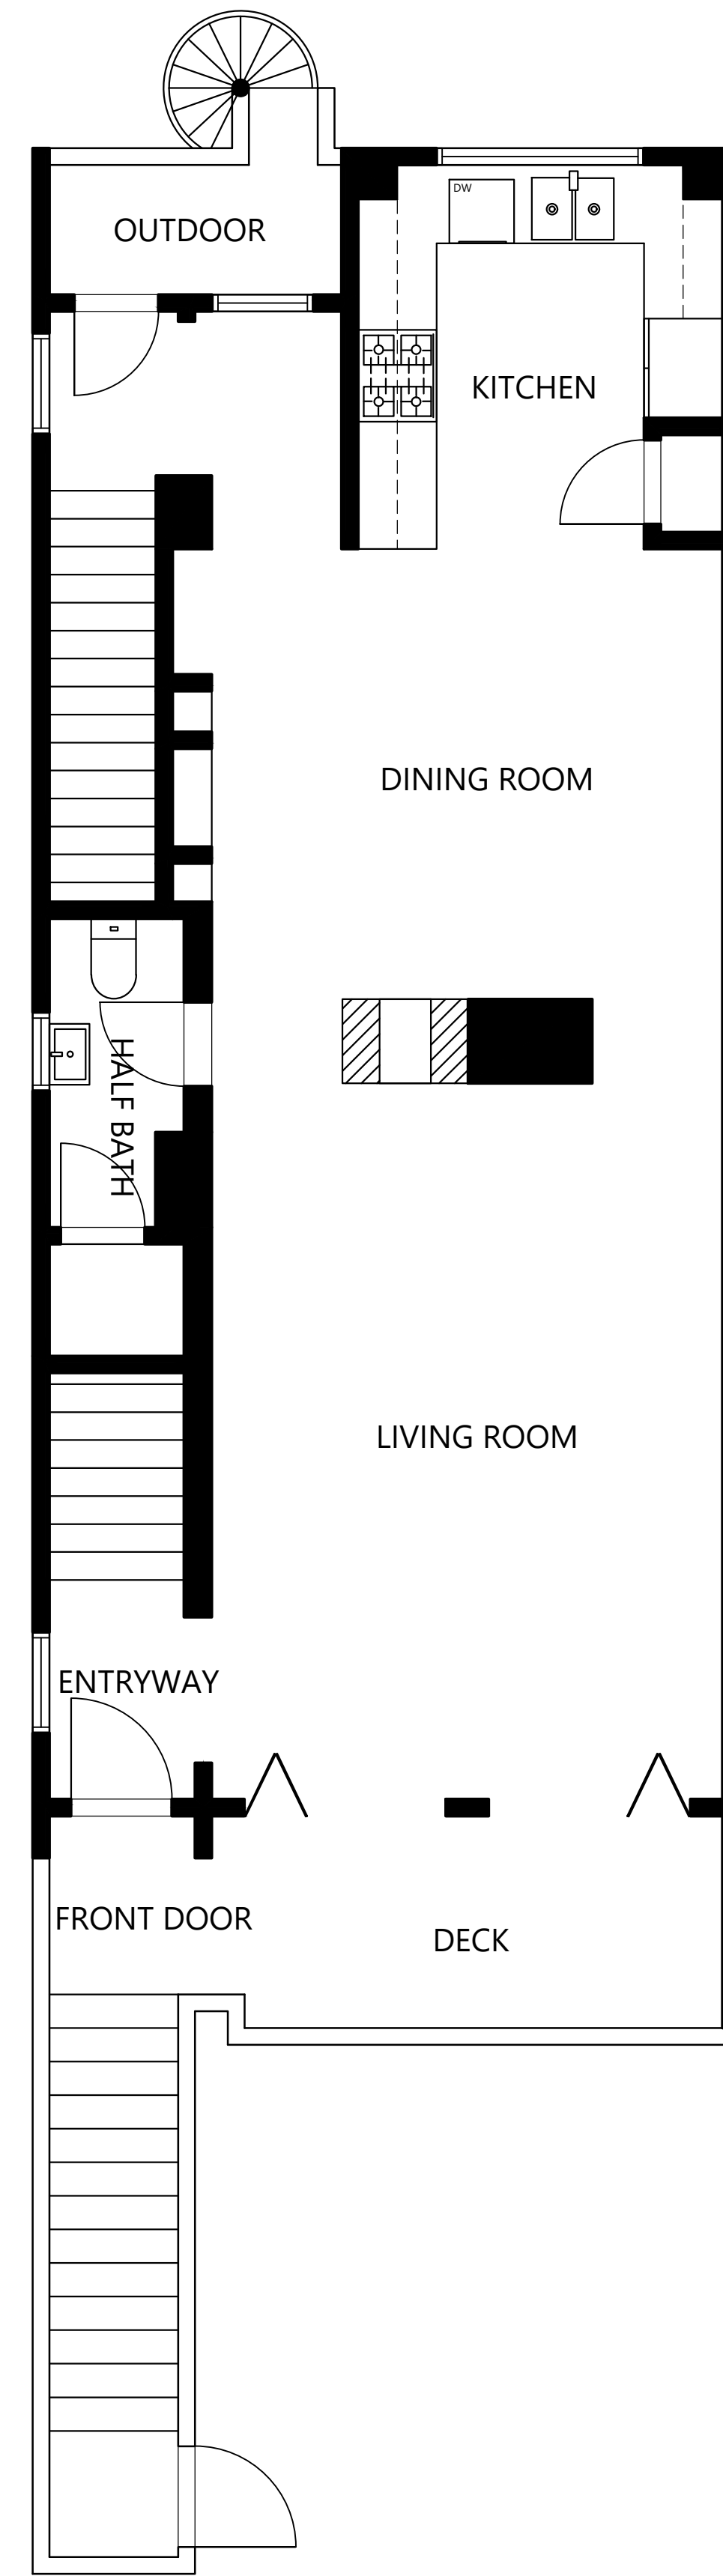 DW
OUTDOOR
KITCHEN
DINING ROOM
HALF BATH
LIVING ROOM
ENTRYWAY
FRONT DOOR
DECK